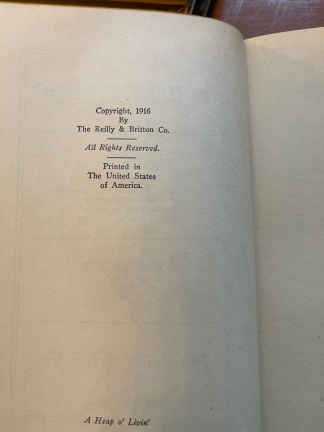 Copyright, 1916
By
The Reilly & Britton Co.
All Rights Reserved.
Printed in
The United States
of America.
A Heap o' Livin'